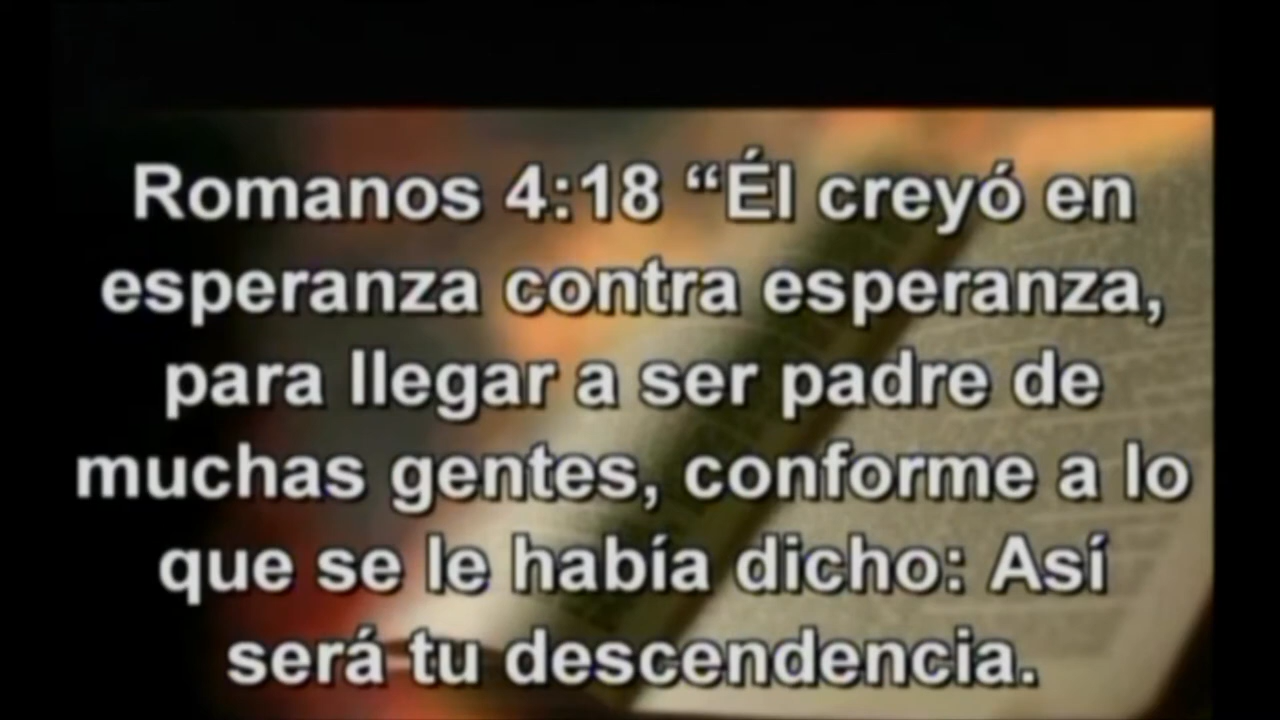 Romanos 4:18 “Él creyó en
esperanza contra esperanza,
para llegar a ser padre de
muchas gentes, conforme a lo
que se le había dicho: Así
será tu descendencia.